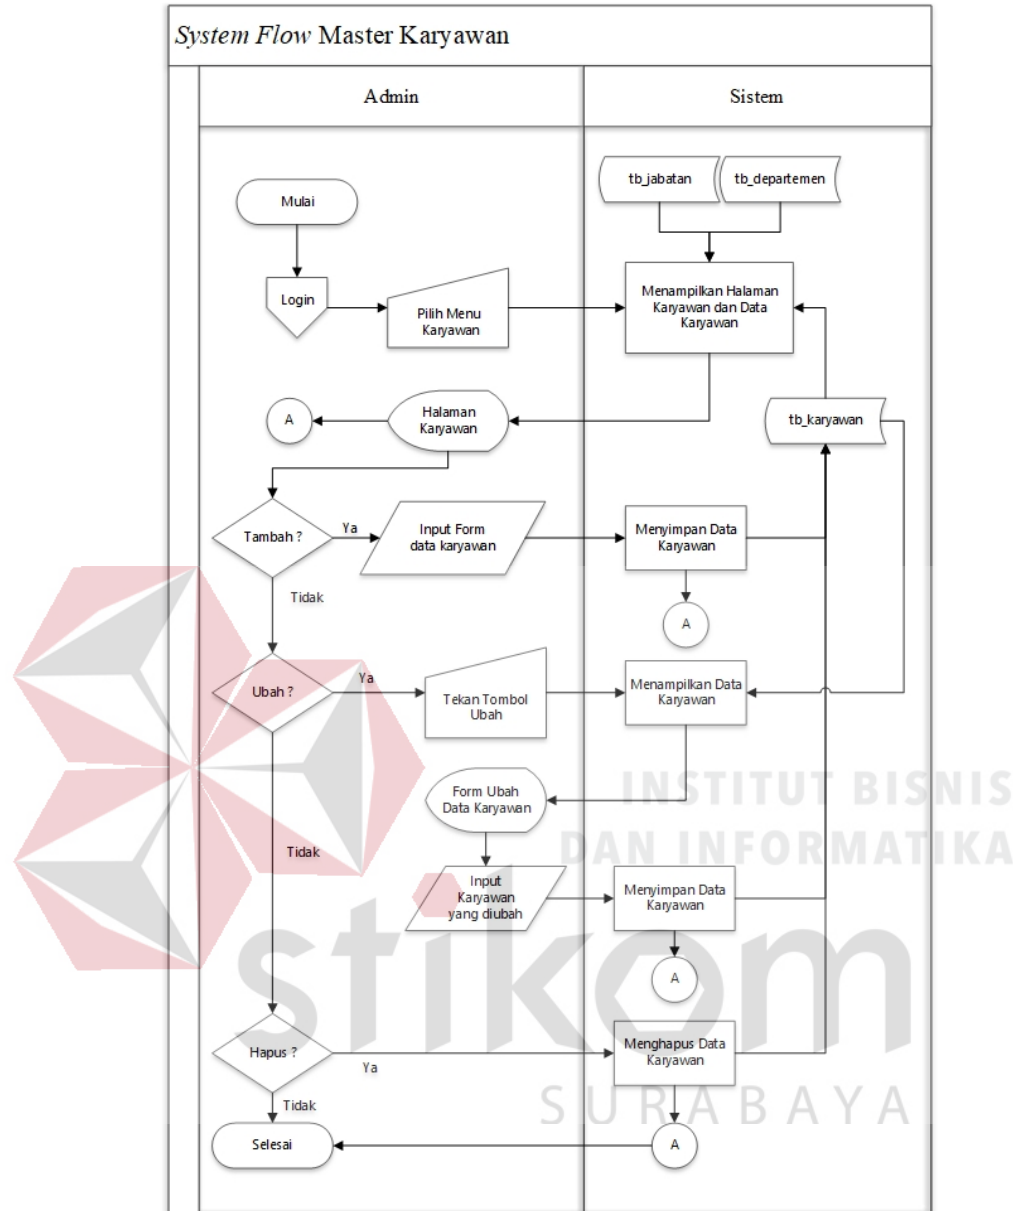 System Flow Master Karyawan
Admin
Sistem
tb_jabatan
tb_departemen
Mulai
Login
Pilih Menu
Karyawan
Menampilkan Halaman
Karyawan dan Data
Karyawan
A
Halaman
Karyawan
tb_karyawan
Tambah ?
Ya
Input Form
data karyawan
Menyimpan Data
Karyawan
Tidak
A
Ubah ?
Ya
Tekan Tombol
Ubah
Menampilkan Data
Karyawan
Form Ubah
Data Karyawan
INSTITUT BISNIS
DAN INFORMATIKA
Tidak
Input
Karyawan
yang diubah
Menyimpan Data
Karyawan
stikom
A
Hapus ?
Ya
Menghapus Data
Karyawan
SURABAYA
Tidak
Selesai
A